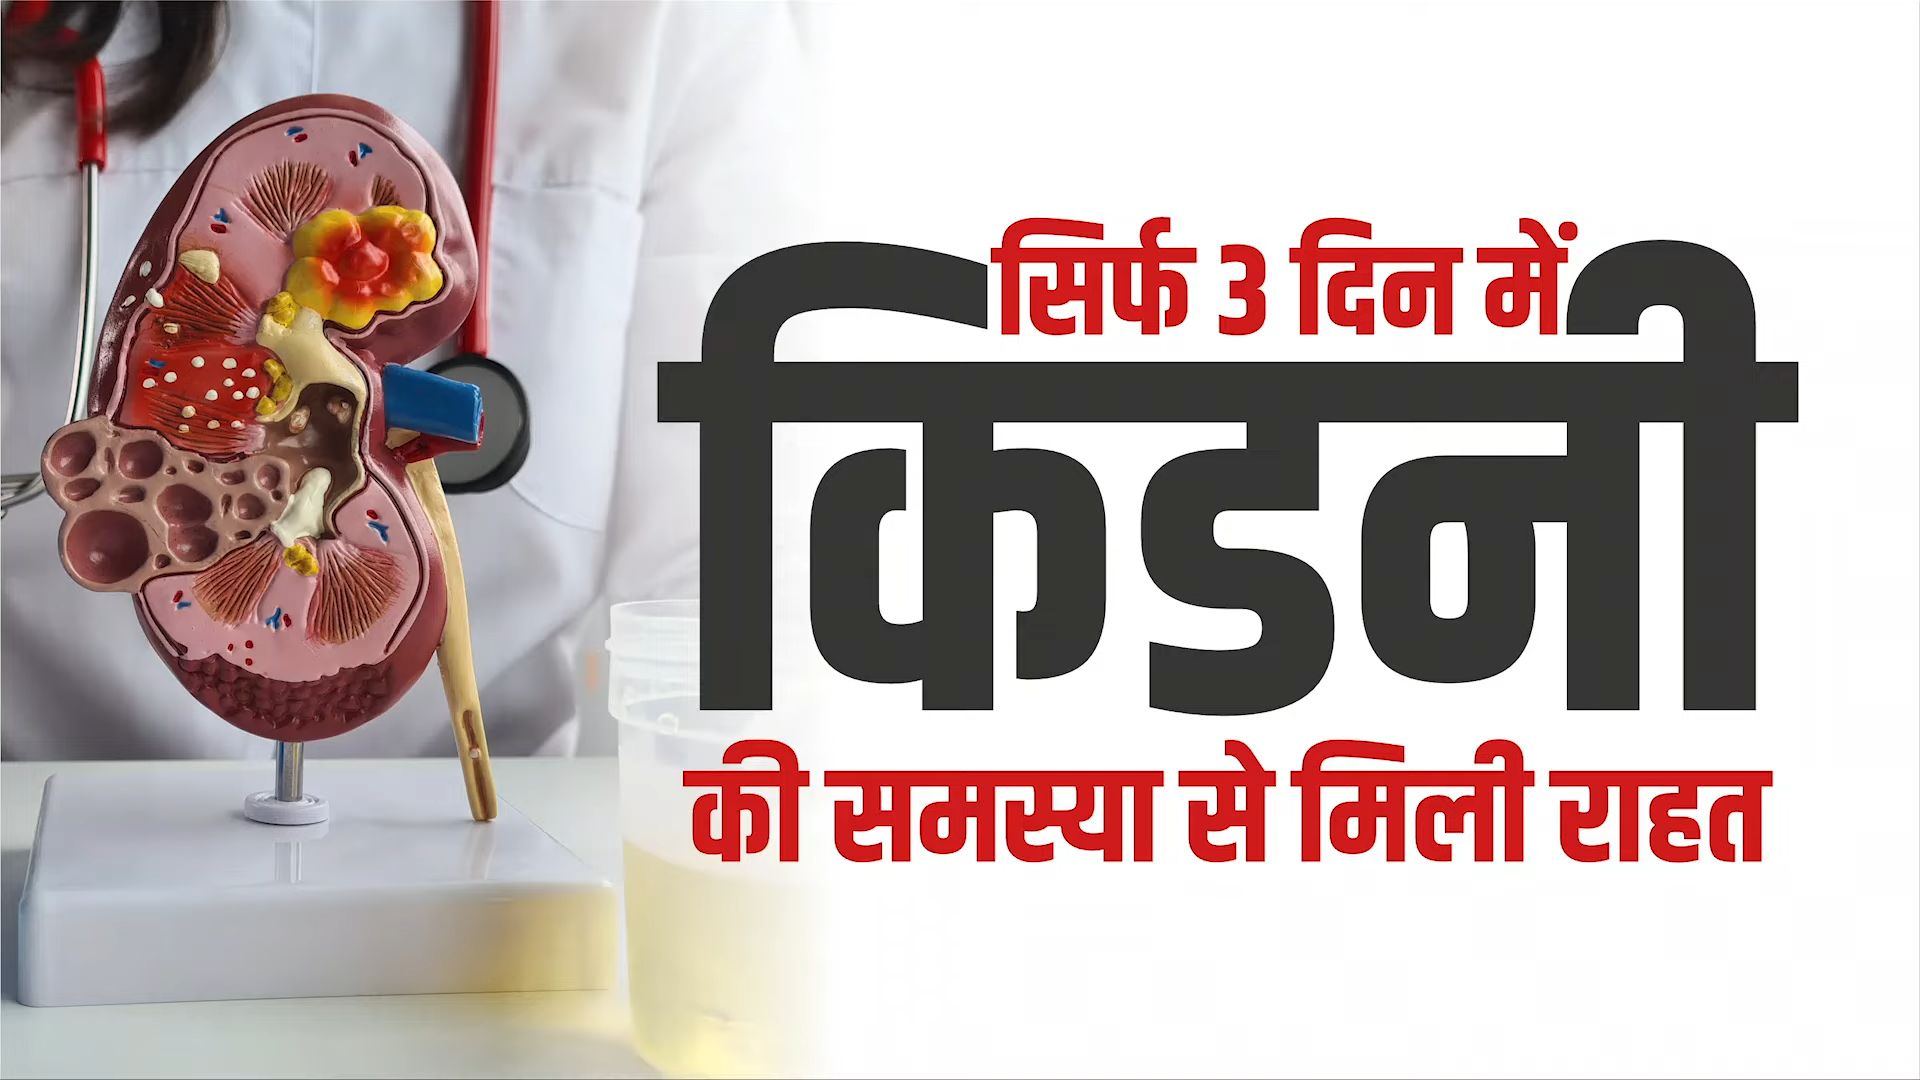 सिर्फ 3 दिन में
किडनी
की समस्या से मिली राहत